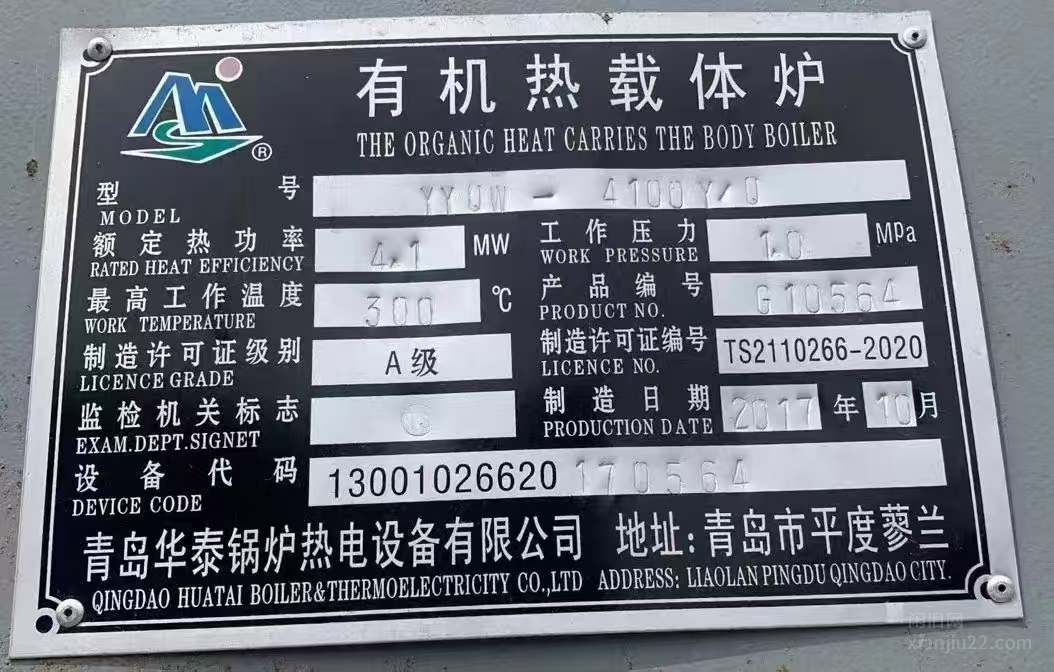 有机热载体炉
THE ORGANIC HEAT CARRIES THE BODY BOILER
®
型号 YYQW-4100Y/Q
MODEL
额定热功率 4.1 MW 工作压力 1.0 MPa
RATED HEAT EFFICIENCY WORK PRESSURE
最高工作温度 300 ℃ 产品编号 G10564
WORK TEMPERATURE PRODUCT NO.
制造许可证级别 A级 制造许可证编号 TS2110266-2020
LICENCE GRADE LICENCE NO.
监检机关标志 制造日期 2017 年 10 月
EXAM.DEPT.SIGNET PRODUCTION DATE
设备代码 13001026620170564
DEVICE CODE
青岛华泰锅炉热电设备有限公司 地址:青岛市平度蓼兰
QINGDAO HUATAI BOILER&THERMOELECTRICITY CO.,LTD ADDRESS: LIAOLAN PINGDU QINGDAO CITY.
闲旧网
xianjiu22.com